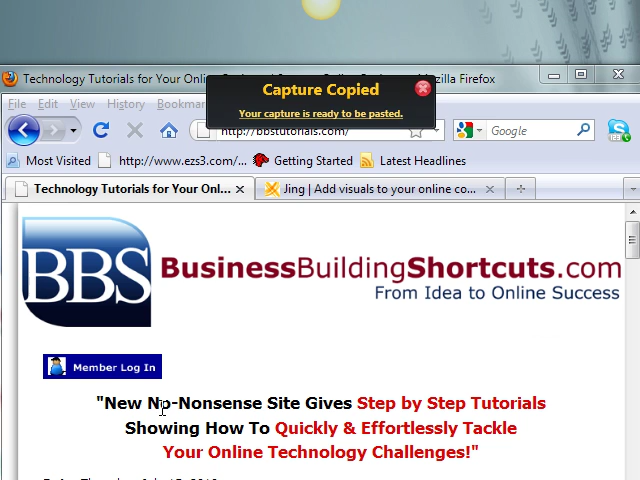 Technology Tutorials for Your Online
Mozilla Firefox
Capture Copied
Your capture is ready to be pasted.
File Edit View History Bookmar
http://bbstutorials.com/
Google
Most Visited http://www.ezs3.com/... Getting Started Latest Headlines
Technology Tutorials for Your Onl... Jing | Add visuals to your online co...
BBS
BusinessBuildingShortcuts.com
From Idea to Online Success
Member Log In
"New No-Nonsense Site Gives Step by Step Tutorials
Showing How To Quickly & Effortlessly Tackle
Your Online Technology Challenges!"